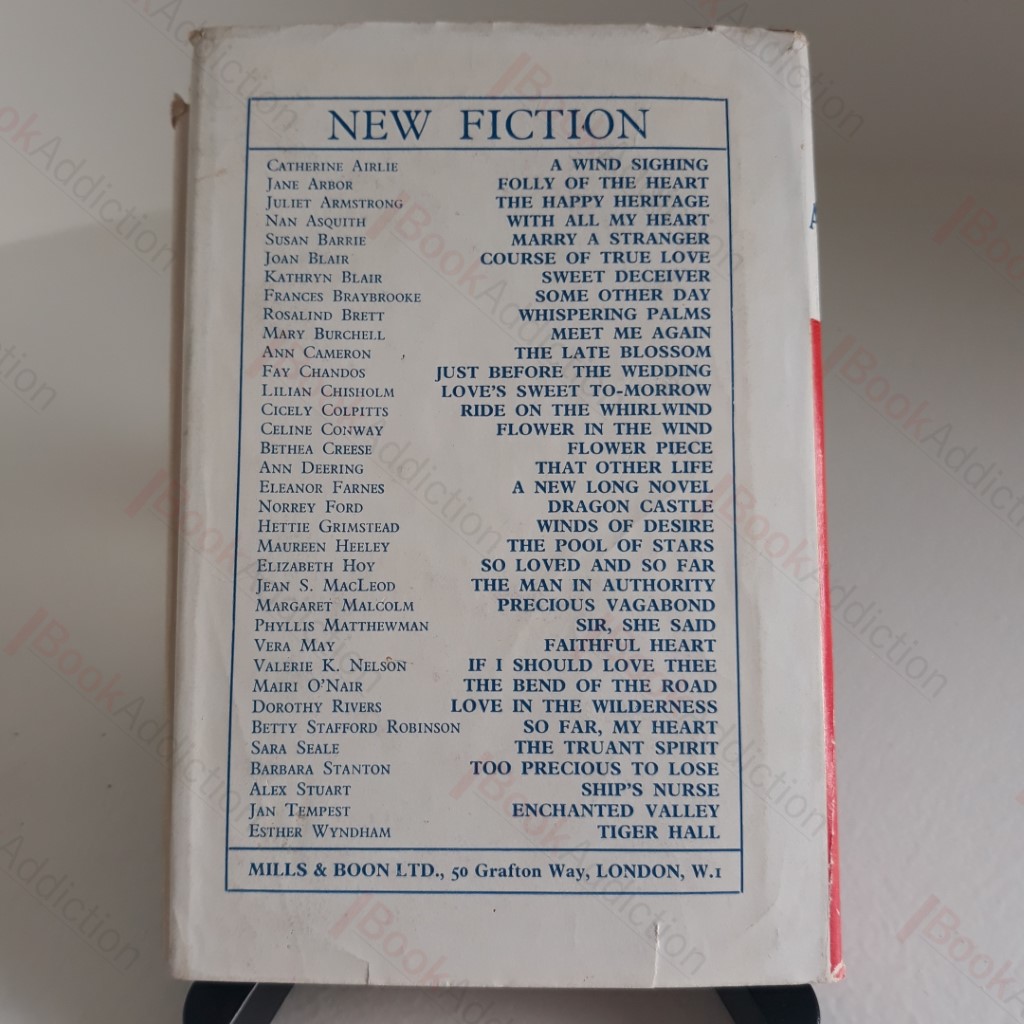 NEW FICTION
CATHERINE AIRLIE A WIND SIGHING
JANE ARBOR FOLLY OF THE HEART
JULIET ARMSTRONG THE HAPPY HERITAGE
NAN ASQUITH WITH ALL MY HEART
SUSAN BARRIE MARRY A STRANGER
JOAN BLAIR COURSE OF TRUE LOVE
KATHRYN BLAIR SWEET DECEIVER
FRANCES BRAYBROOKE SOME OTHER DAY
ROSALIND BRETT WHISPERING PALMS
MARY BURCHELL MEET ME AGAIN
ANN CAMERON THE LATE BLOSSOM
FAY CHANDOS JUST BEFORE THE WEDDING
LILIAN CHISHOLM LOVE'S SWEET TO-MORROW
CICELY COLPITTS RIDE ON THE WHIRLWIND
CELINE CONWAY FLOWER IN THE WIND
BETHEA CREESE FLOWER PIECE
ANN DEERING THAT OTHER LIFE
ELEANOR FARNES A NEW LONG NOVEL
NORREY FORD DRAGON CASTLE
HETTIE GRIMSTEAD WINDS OF DESIRE
MAUREEN HEELEY THE POOL OF STARS
ELIZABETH HOY SO LOVED AND SO FAR
JEAN S. MACLEOD THE MAN IN AUTHORITY
MARGARET MALCOLM PRECIOUS VAGABOND
PHYLLIS MATTHEWMAN SIR, SHE SAID
VERA MAY FAITHFUL HEART
VALERIE K. NELSON IF I SHOULD LOVE THEE
MAIRI O'NAIR THE BEND OF THE ROAD
DOROTHY RIVERS LOVE IN THE WILDERNESS
BETTY STAFFORD ROBINSON SO FAR, MY HEART
SARA SEALE THE TRUANT SPIRIT
BARBARA STANTON TOO PRECIOUS TO LOSE
ALEX STUART SHIP'S NURSE
JAN TEMPEST ENCHANTED VALLEY
ESTHER WYNDHAM TIGER HALL
MILLS & BOON LTD., 50 Grafton Way, LONDON, W.1
BookAddiction